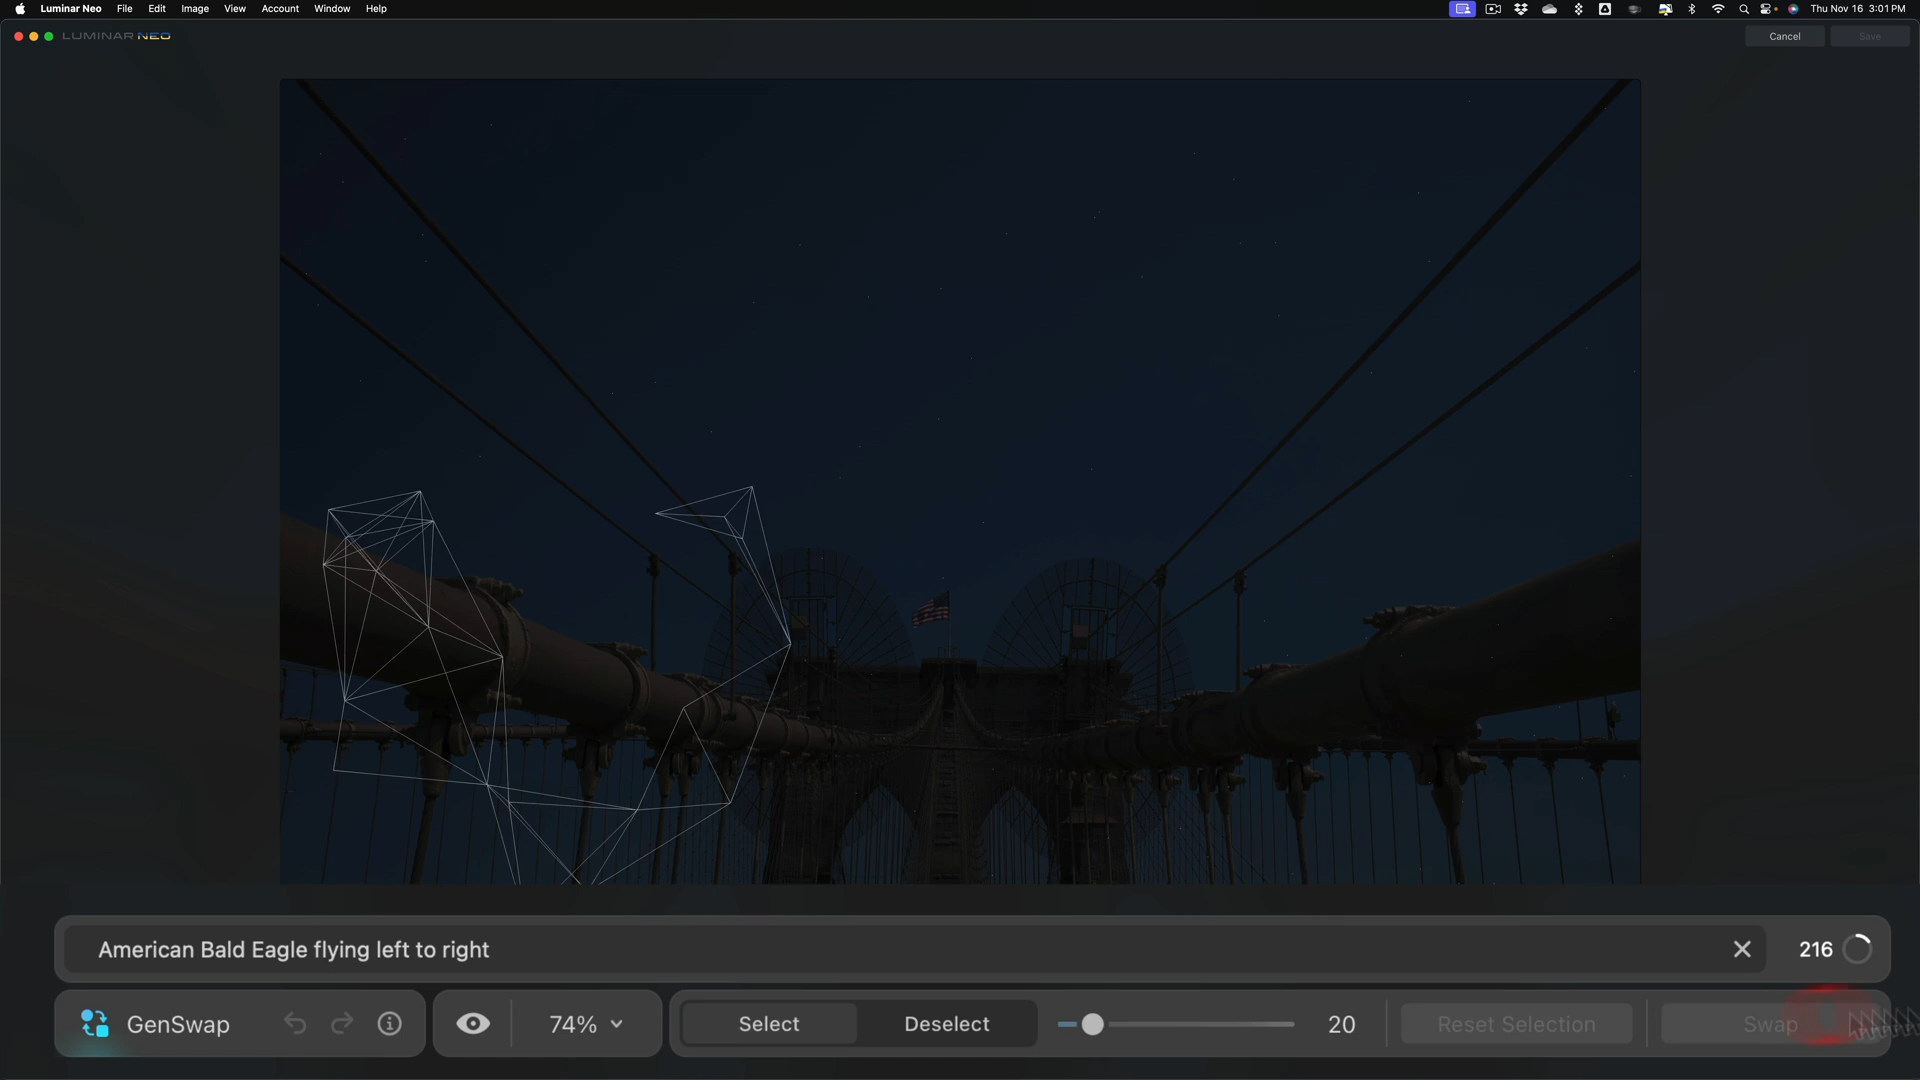 Luminar Neo File Edit Image View Account Window Help Thu Nov 16 3:01 PM
LUMINAR NEO Cancel Save
American Bald Eagle flying left to right 216
GenSwap 74% Select Deselect 20 Reset Selection Swap